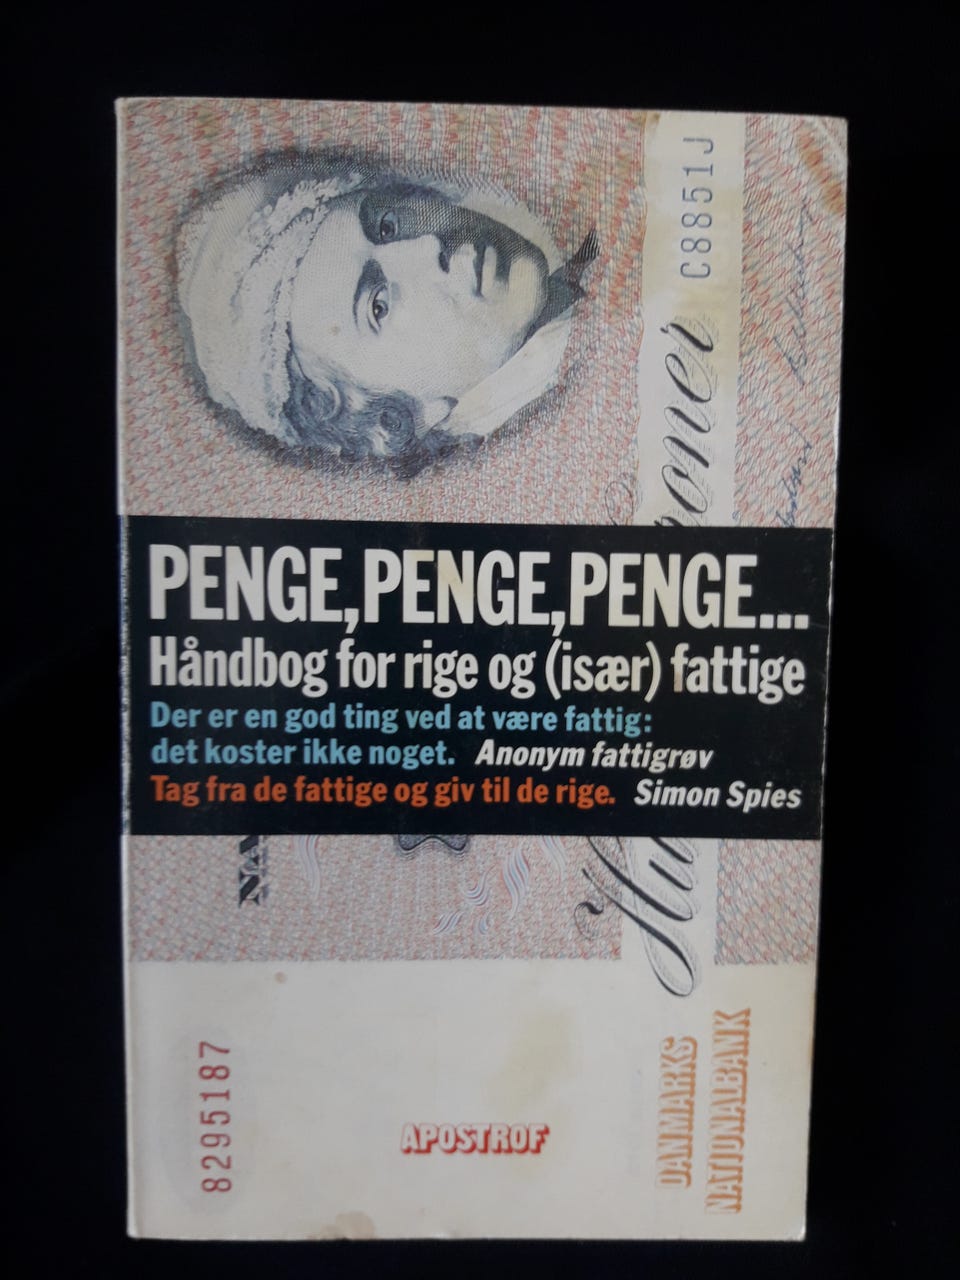 C8851J
PENGE, PENGE, PENGE...
Håndbog for rige og (især) fattige
Der er en god ting ved at være fattig:
det koster ikke noget. Anonym fattigrøv
Tag fra de fattige og giv til de rige. Simon Spies
8295187
APOSTROF
DANMARKS
NATIONALBANK